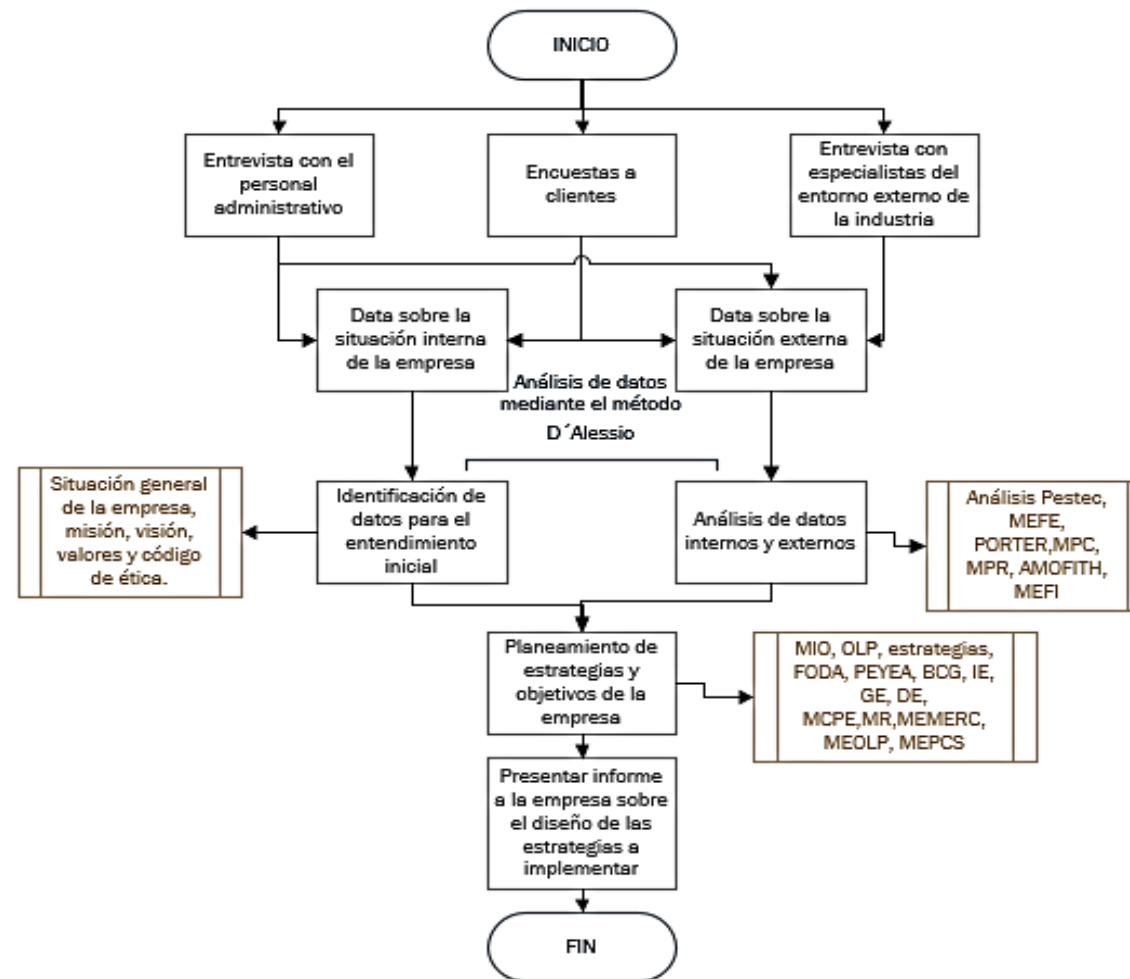 INICIO
Entrevista con el
personal
administrativo
Encuestas a
clientes
Entrevista con
especialistas del
entorno externo de
la industria
Data sobre la
situación interna
de la empresa
Data sobre la
situación externa
de la empresa
Análisis de datos
mediante el método
D´Alessio
Situación general
de la empresa,
misión, visión,
valores y código
de ética.
Identificación de
datos para el
entendimiento
inicial
Análisis de datos
internos y externos
Análisis Pestec,
MEFE,
PORTER,MPC,
MPR, AMOFITH,
MEFI
Planeamiento de
estrategias y
objetivos de la
empresa
MIO, OLP, estrategias,
FODA, PEYEA, BCG, IE,
GE, DE,
MCPE,MR,MEMERC,
MEOLP, MEPCS
Presentar informe
a la empresa sobre
el diseño de las
estrategias a
implementar
FIN